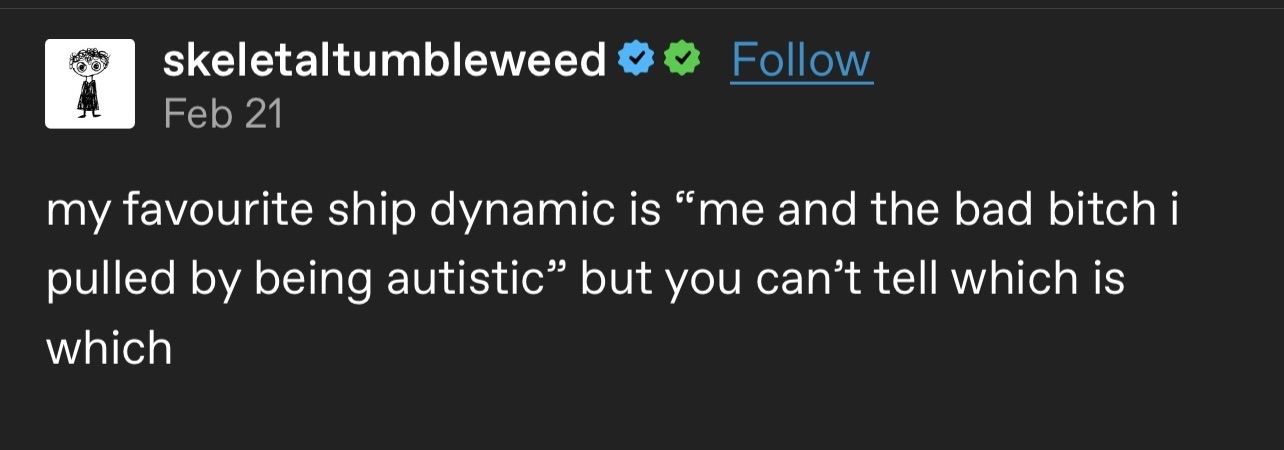 skeletaltumbleweed Follow
Feb 21
my favourite ship dynamic is “me and the bad bitch i
pulled by being autistic” but you can’t tell which is
which